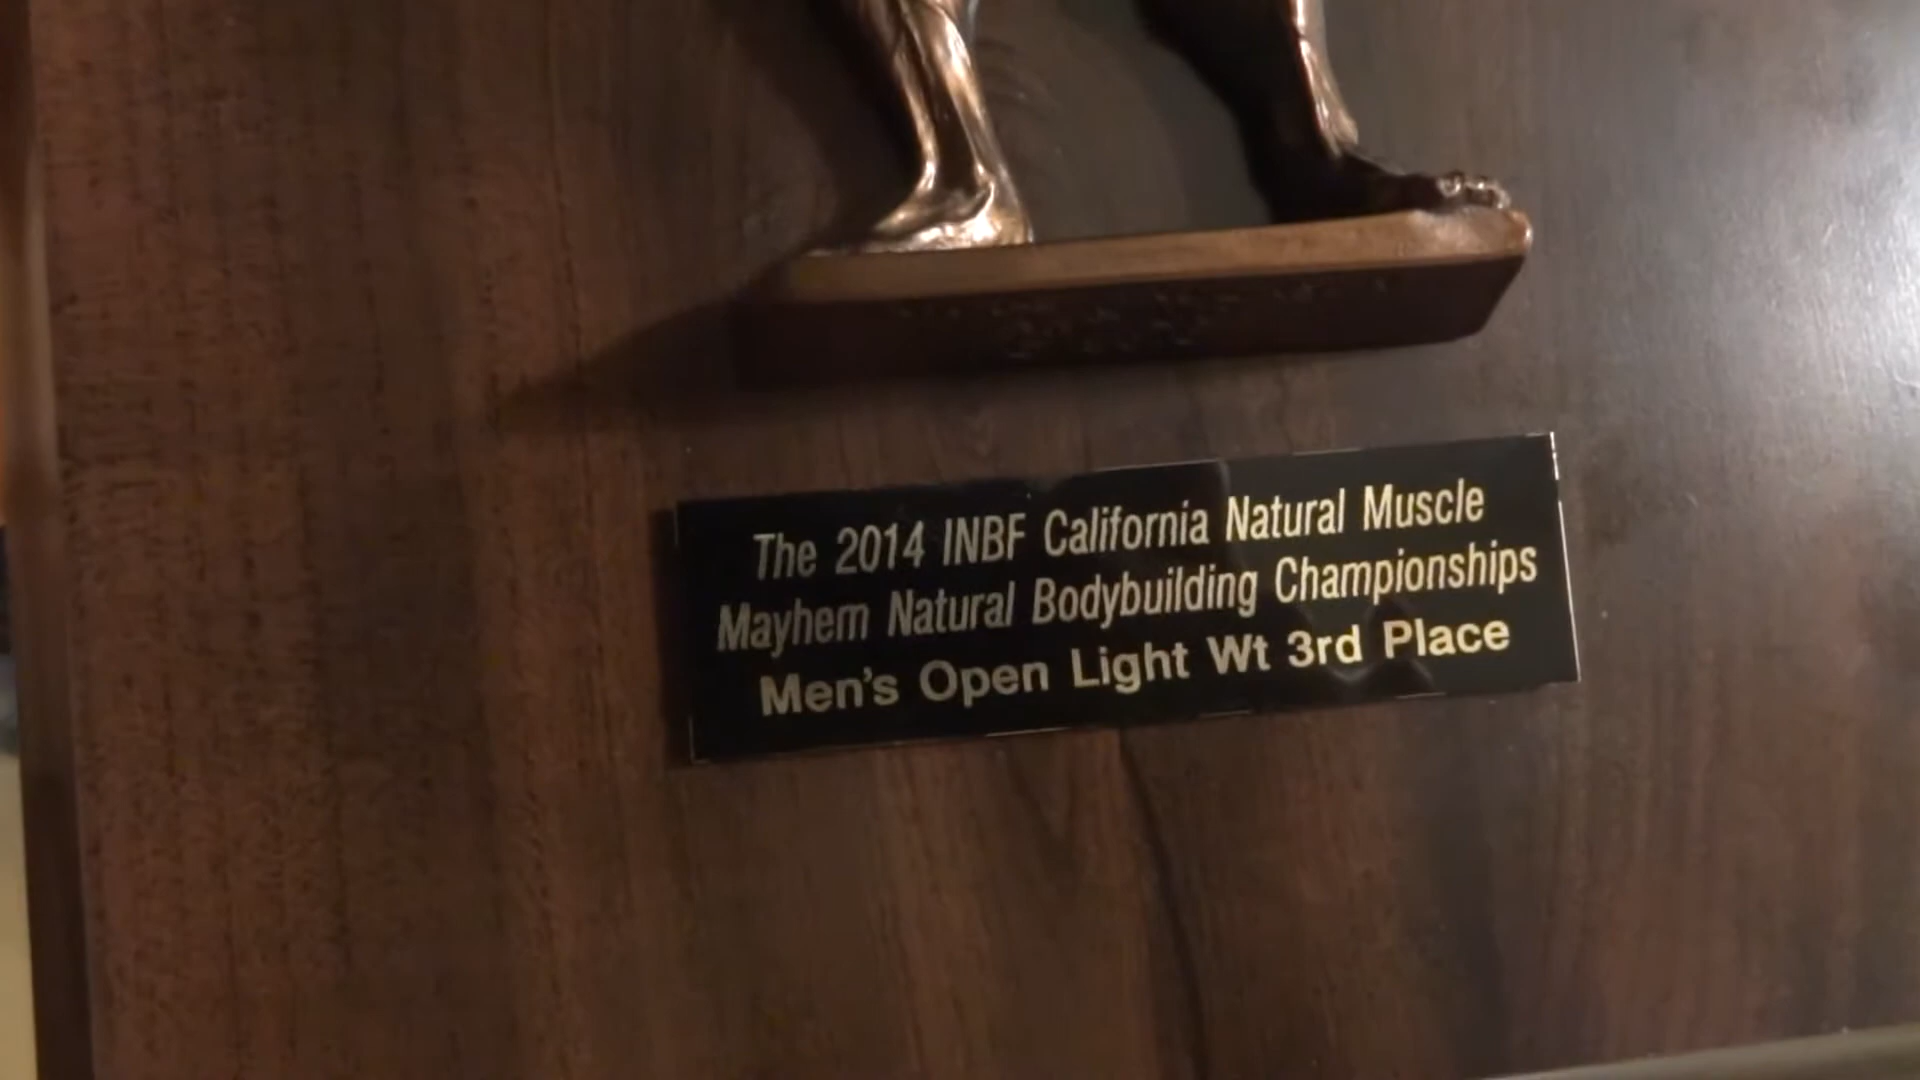 The 2014 INBF California Natural Muscle
Mayhem Natural Bodybuilding Championships
Men's Open Light Wt 3rd Place